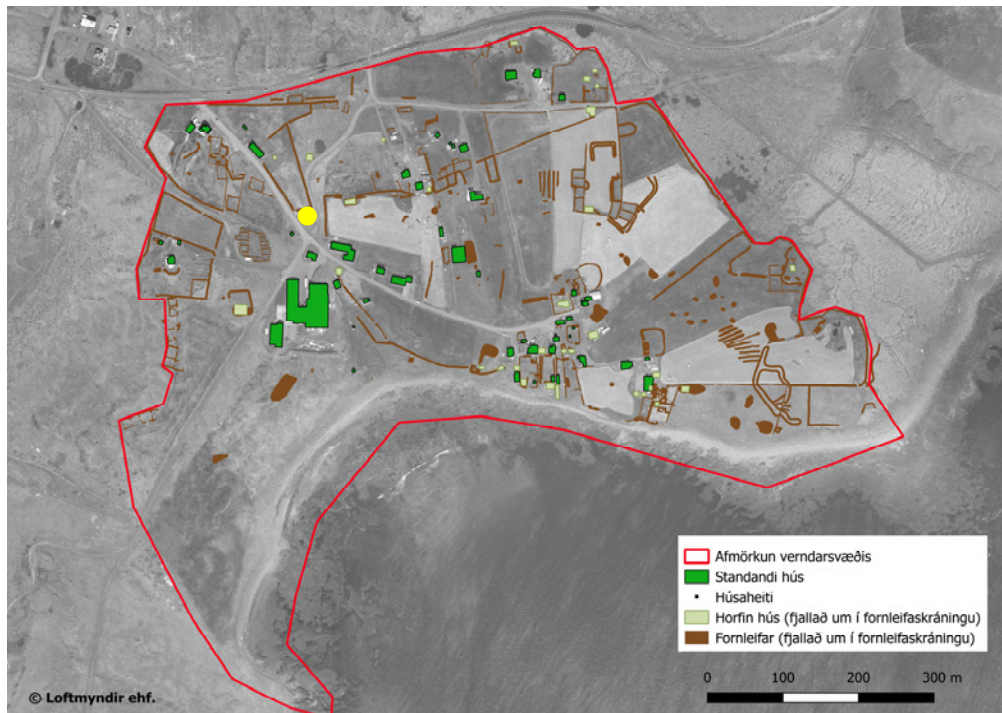 Afmörkun verndarsvæðis
Standandi hús
Húsaheiti
Horfin hús (fjallað um í fornleifaskráningu)
Fornleifar (fjallað um í fornleifaskráningu)
0 100 200 300 m
© Loftmyndir ehf.